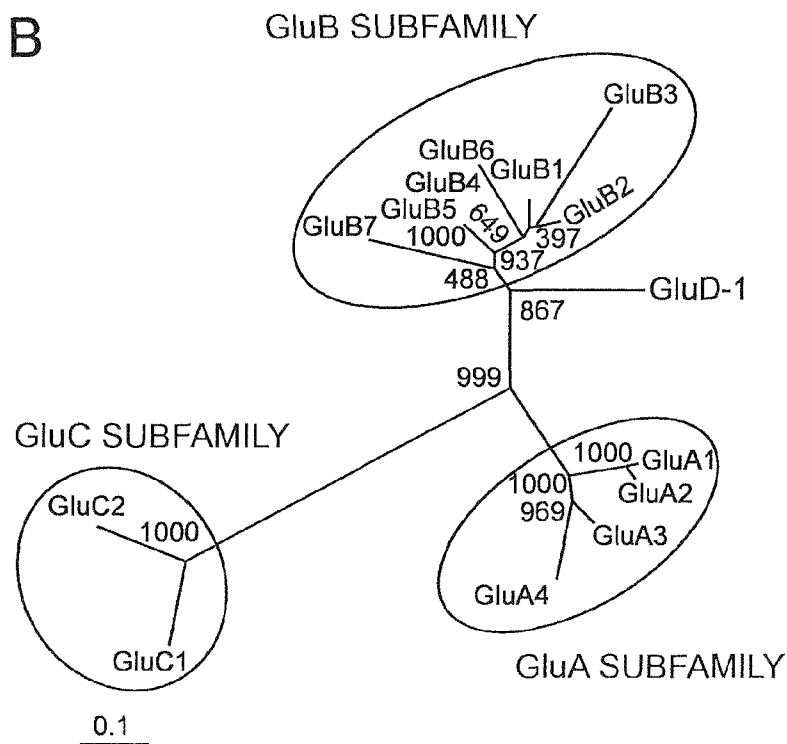 B
GluB SUBFAMILY
GluB3
GluB6
GluB1
GluB4
GluB2
GluB5
649
GluB7
1000
397
937
488
GluD-1
867
999
GluC SUBFAMILY
1000
GluA1
GluC2
1000
GluA2
1000
969
GluA3
GluA4
GluC1
GluA SUBFAMILY
0.1